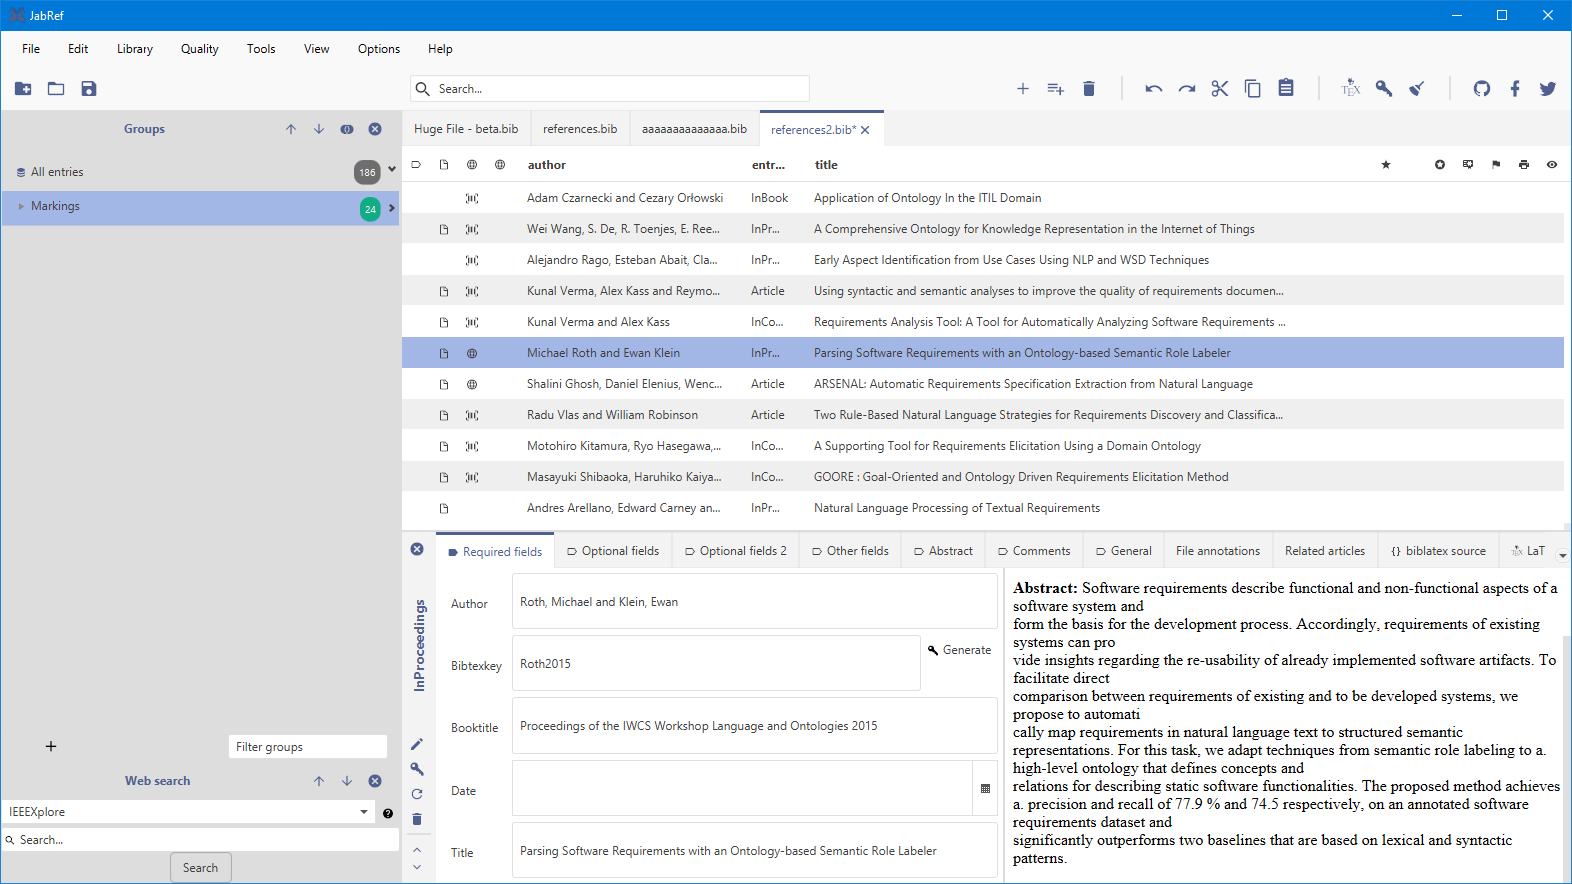 JabRef
File Edit Library Quality Tools View Options Help
Search...
TEX
Groups
All entries 186
Markings 24
Filter groups
Web search
IEEEXplore
Search...
Search
Huge File - beta.bib references.bib aaaaaaaaaaaaaa.bib references2.bib*
author entr... title
Adam Czarnecki and Cezary Orłowski InBook Application of Ontology In the ITIL Domain
Wei Wang, S. De, R. Toenjes, E. Ree... InPr... A Comprehensive Ontology for Knowledge Representation in the Internet of Things
Alejandro Rago, Esteban Abait, Cla... InPr... Early Aspect Identification from Use Cases Using NLP and WSD Techniques
Kunal Verma, Alex Kass and Reymo... Article Using syntactic and semantic analyses to improve the quality of requirements documen...
Kunal Verma and Alex Kass InCo... Requirements Analysis Tool: A Tool for Automatically Analyzing Software Requirements ...
Michael Roth and Ewan Klein InPr... Parsing Software Requirements with an Ontology-based Semantic Role Labeler
Shalini Ghosh, Daniel Elenius, Wenc... Article ARSENAL: Automatic Requirements Specification Extraction from Natural Language
Radu Vlas and William Robinson Article Two Rule-Based Natural Language Strategies for Requirements Discovery and Classifica...
Motohiro Kitamura, Ryo Hasegawa,... InCo... A Supporting Tool for Requirements Elicitation Using a Domain Ontology
Masayuki Shibaoka, Haruhiko Kaiya... InCo... GOORE : Goal-Oriented and Ontology Driven Requirements Elicitation Method
Andres Arellano, Edward Carney an... InPr... Natural Language Processing of Textual Requirements
Required fields Optional fields Optional fields 2 Other fields Abstract Comments General File annotations Related articles {} biblatex source TEX LaT
InProceedings
Author Roth, Michael and Klein, Ewan
Bibtexkey Roth2015 Generate
Booktitle Proceedings of the IWCS Workshop Language and Ontologies 2015
Date
Title Parsing Software Requirements with an Ontology-based Semantic Role Labeler
Abstract: Software requirements describe functional and non-functional aspects of a
software system and
form the basis for the development process. Accordingly, requirements of existing
systems can pro
vide insights regarding the re-usability of already implemented software artifacts. To
facilitate direct
comparison between requirements of existing and to be developed systems, we
propose to automati
cally map requirements in natural language text to structured semantic
representations. For this task, we adapt techniques from semantic role labeling to a.
high-level ontology that defines concepts and
relations for describing static software functionalities. The proposed method achieves
a. precision and recall of 77.9 % and 74.5 respectively, on an annotated software
requirements dataset and
significantly outperforms two baselines that are based on lexical and syntactic
patterns.